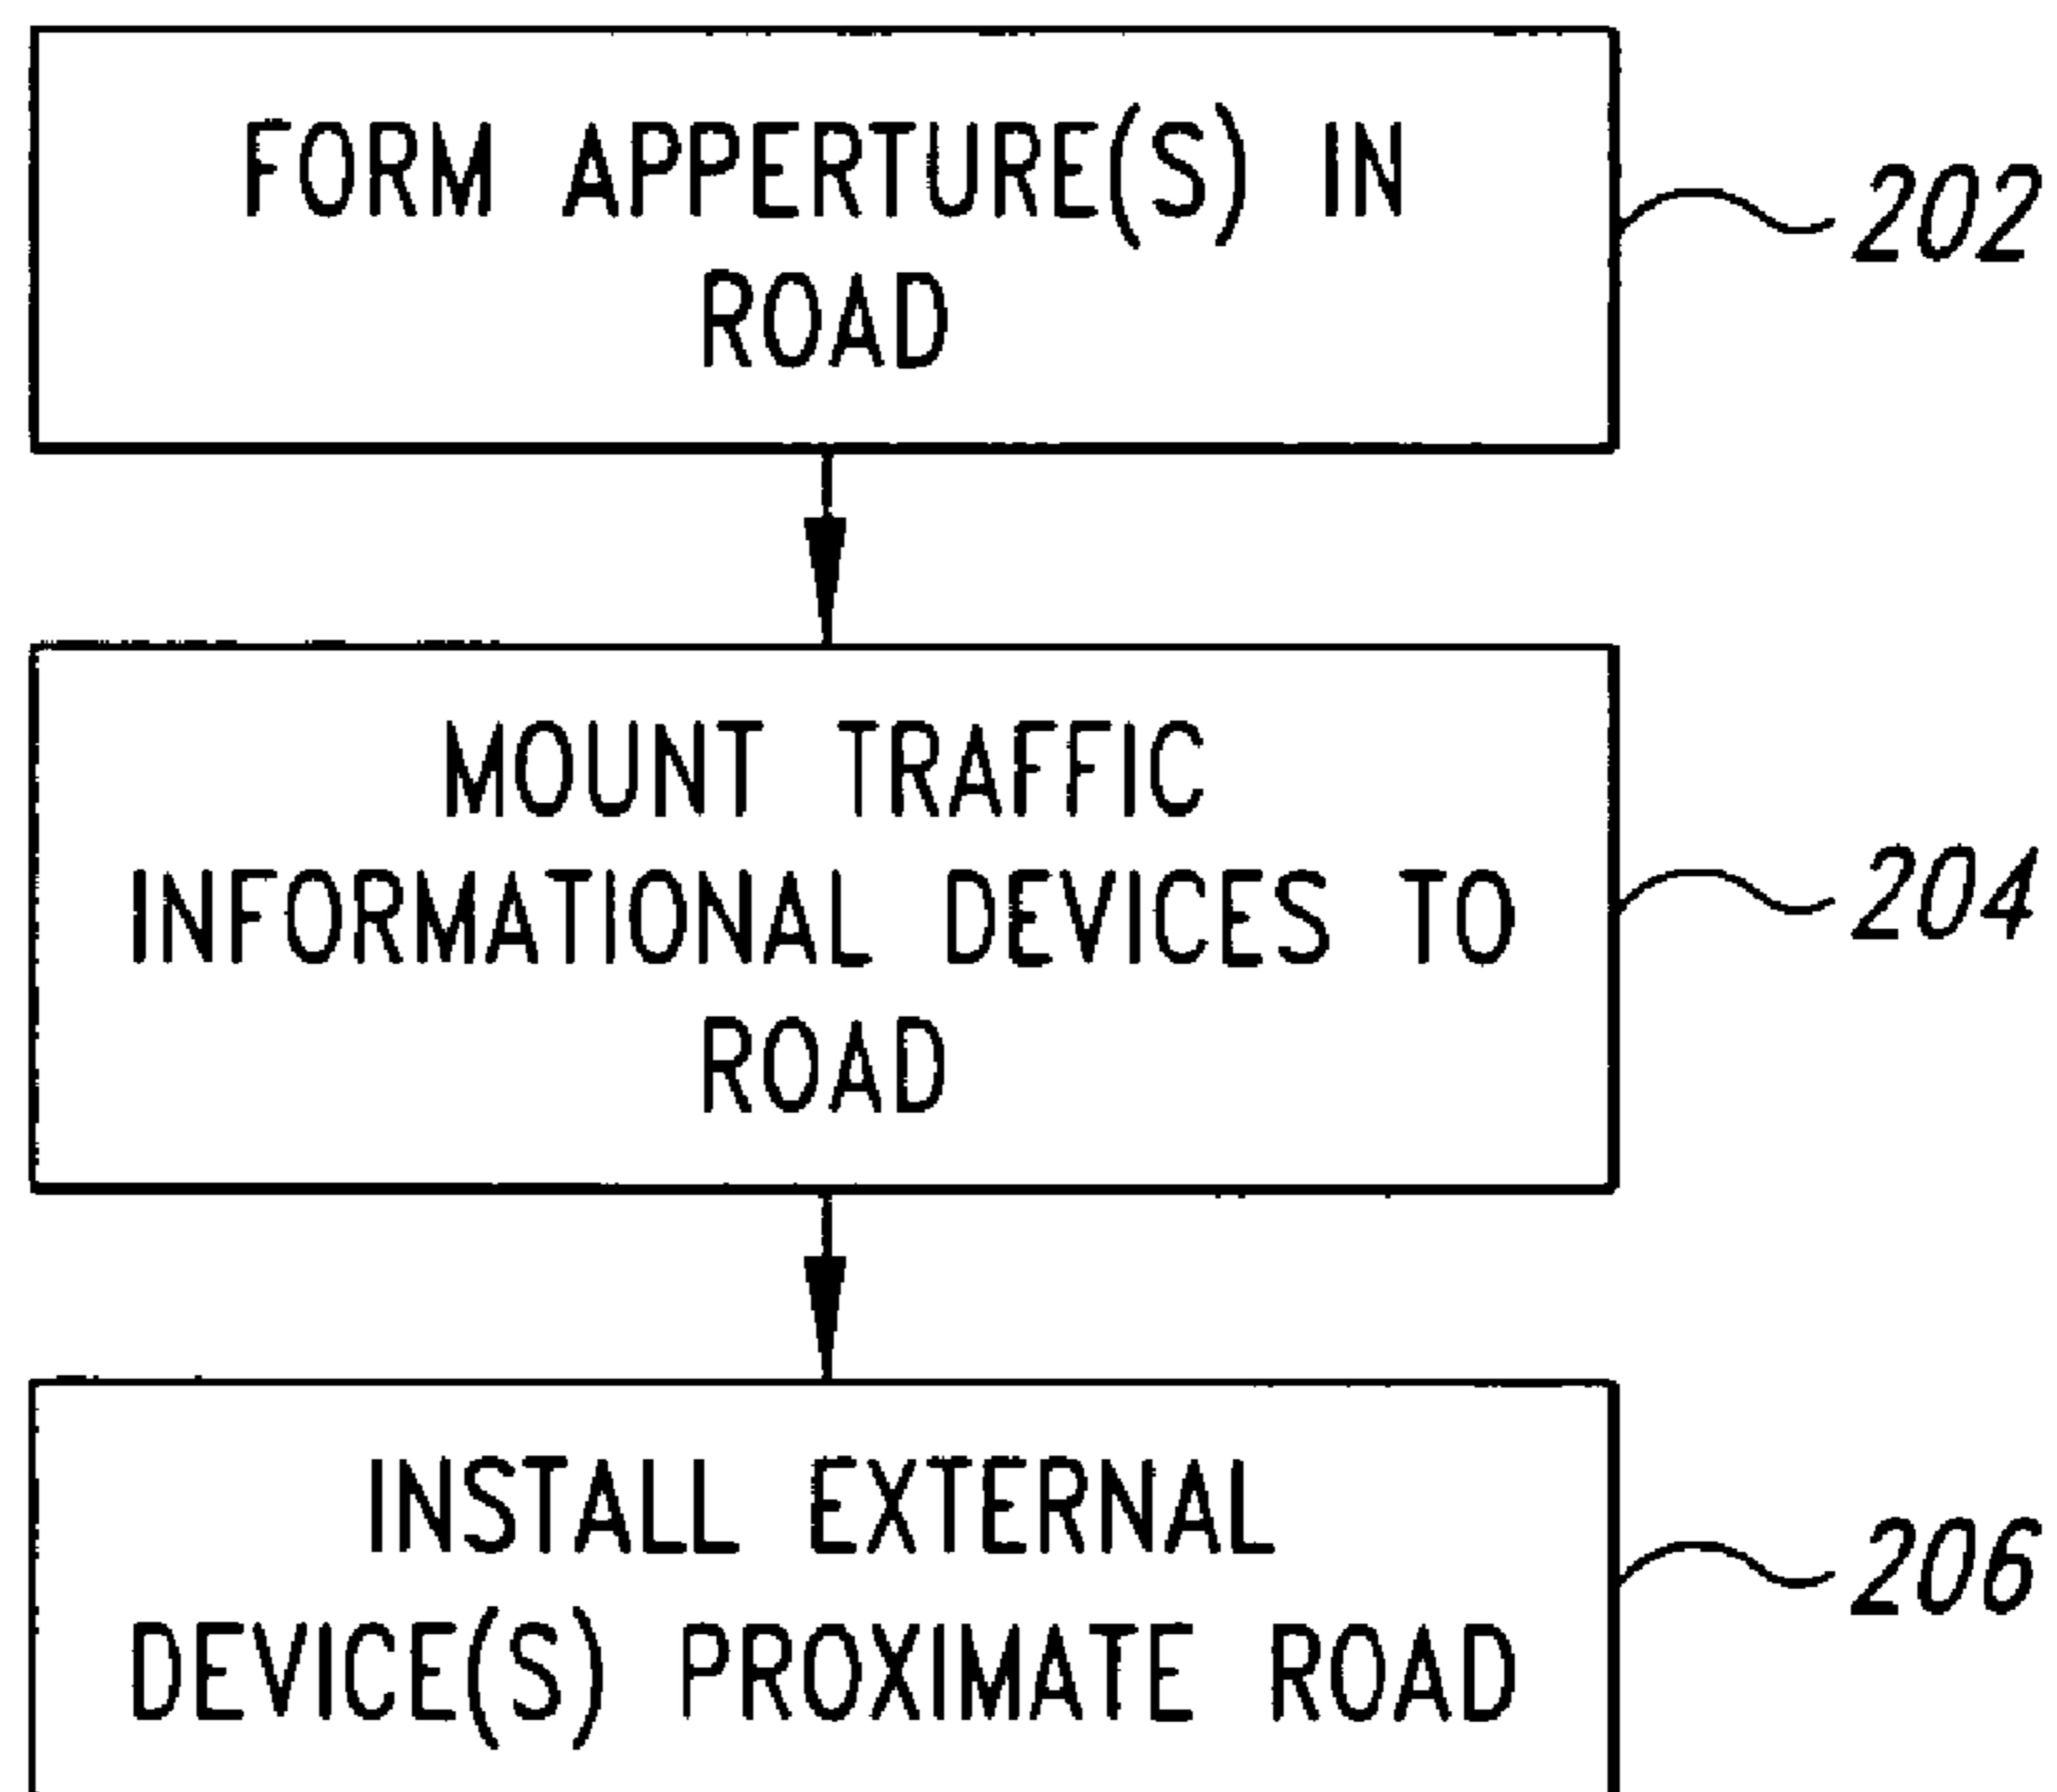 FORM APPERTURE(S) IN
ROAD
202
MOUNT TRAFFIC
INFORMATIONAL DEVICES TO
ROAD
204
INSTALL EXTERNAL
DEVICE(S) PROXIMATE ROAD
206